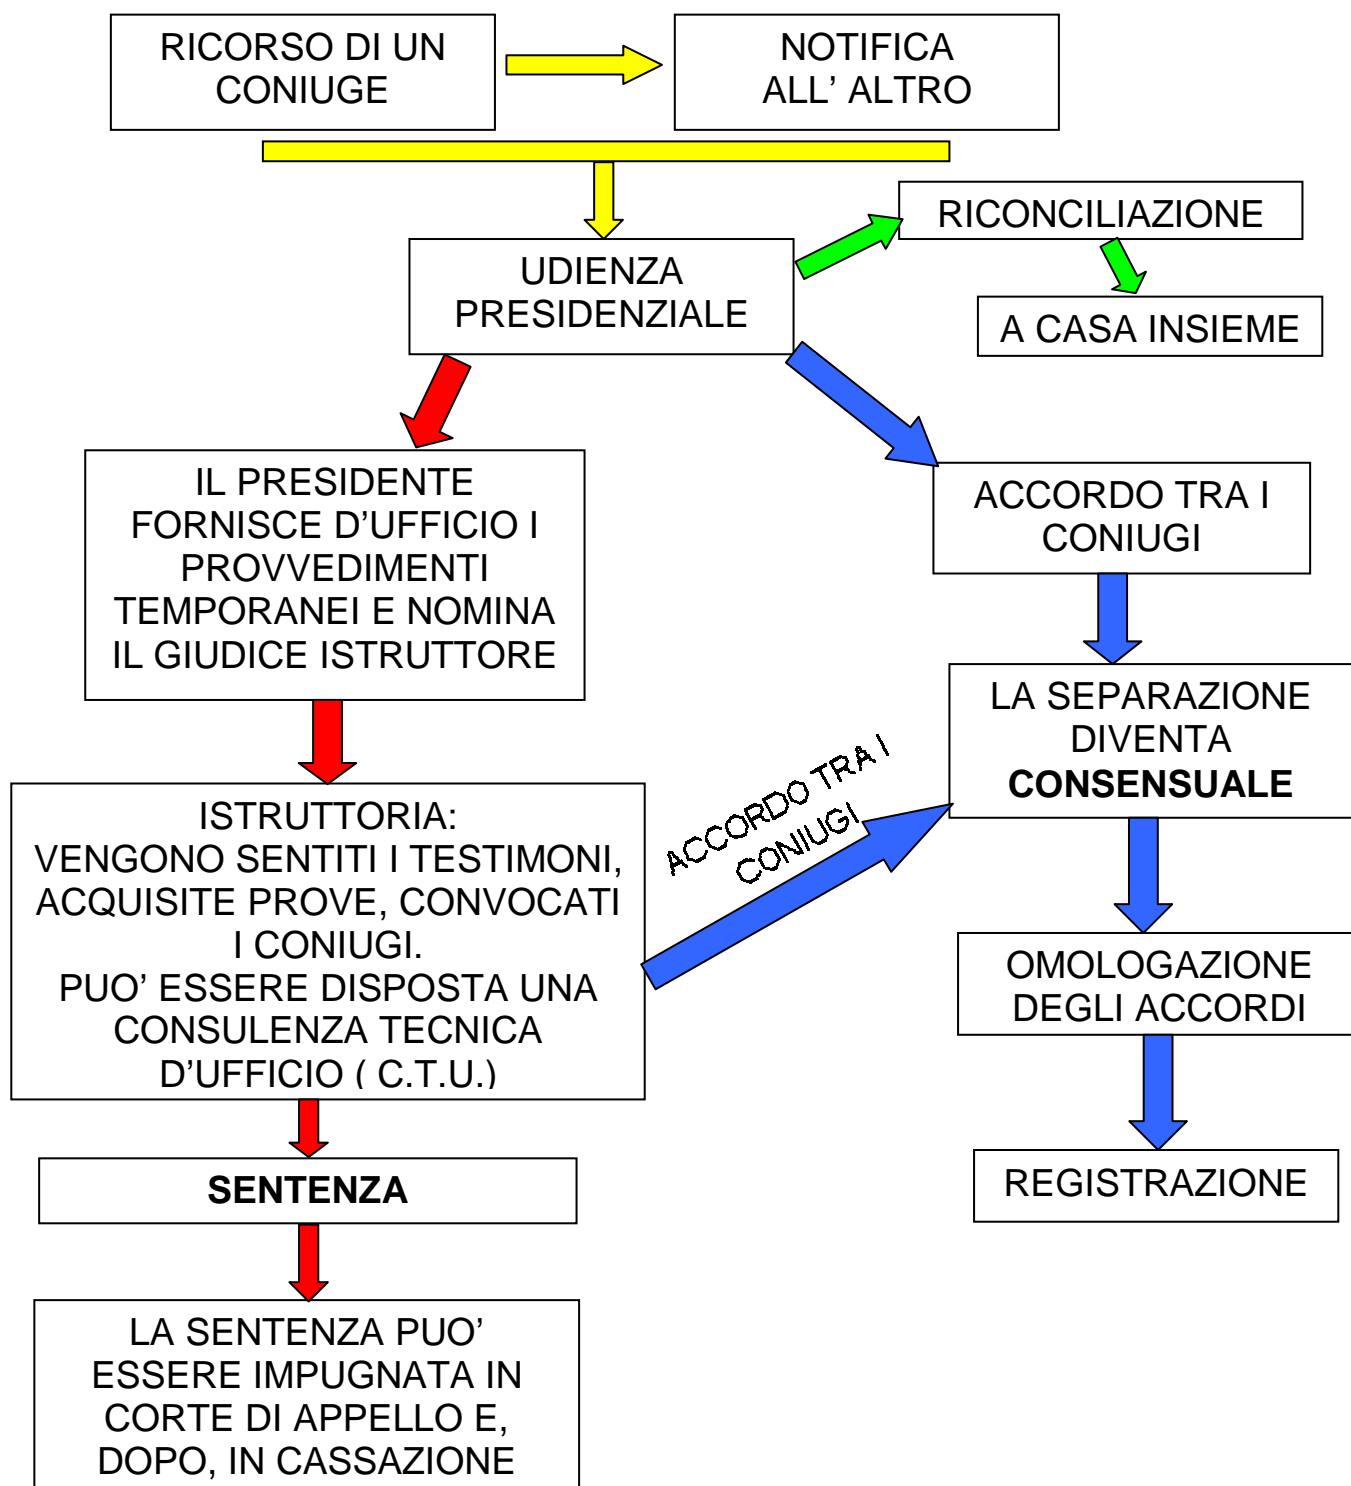 RICORSO DI UN
CONIUGE
NOTIFICA
ALL’ ALTRO
RICONCILIAZIONE
UDIENZA
PRESIDENZIALE
A CASA INSIEME
IL PRESIDENTE
FORNISCE D’UFFICIO I
PROVVEDIMENTI
TEMPORANEI E NOMINA
IL GIUDICE ISTRUTTORE
ACCORDO TRA I
CONIUGI
LA SEPARAZIONE
DIVENTA
CONSENSUALE
ISTRUTTORIA:
VENGONO SENTITI I TESTIMONI,
ACQUISITE PROVE, CONVOCATI
I CONIUGI.
PUO’ ESSERE DISPOSTA UNA
CONSULENZA TECNICA
D’UFFICIO ( C.T.U.)
ACCORDO TRA I
CONIUGI
OMOLOGAZIONE
DEGLI ACCORDI
SENTENZA
REGISTRAZIONE
LA SENTENZA PUO’
ESSERE IMPUGNATA IN
CORTE DI APPELLO E,
DOPO, IN CASSAZIONE